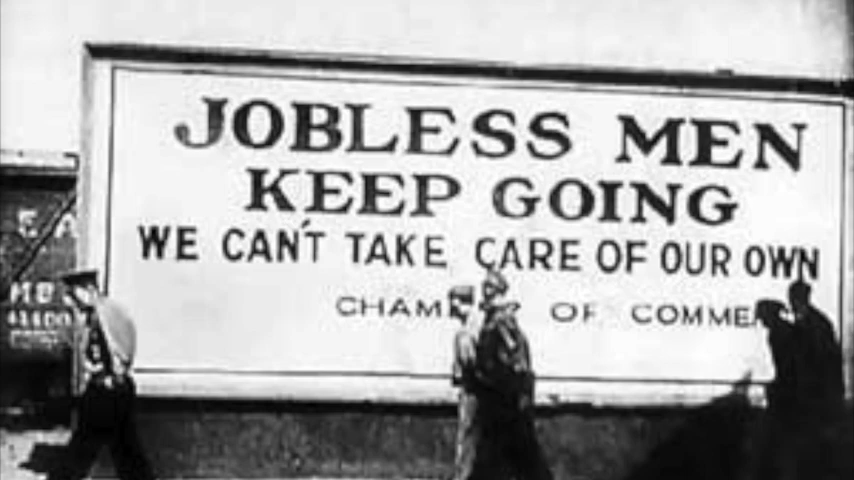 JOBLESS MEN
KEEP GOING
WE CAN'T TAKE CARE OF OUR OWN
OF